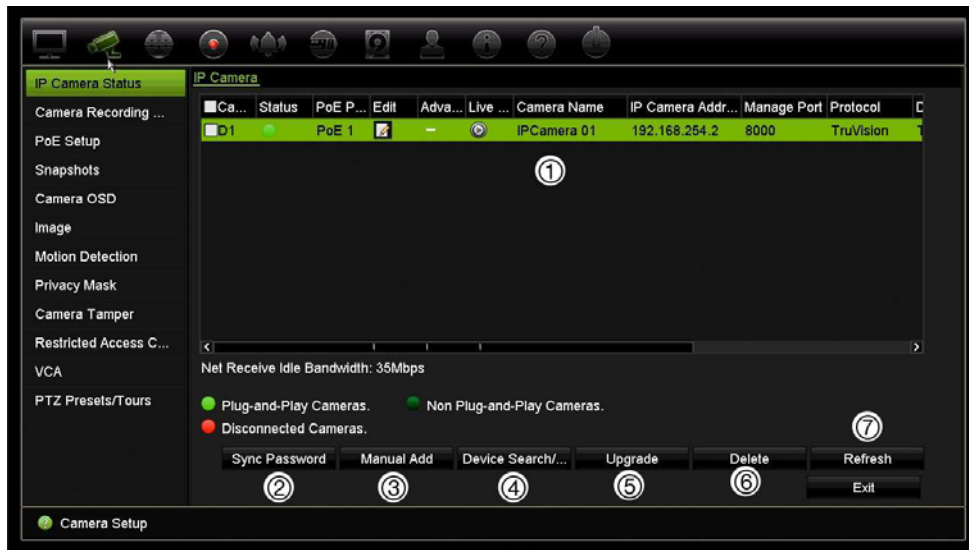 IP Camera Status
Camera Recording ...
PoE Setup
Snapshots
Camera OSD
Image
Motion Detection
Privacy Mask
Camera Tamper
Restricted Access C...
VCA
PTZ Presets/Tours
IP Camera
Ca... Status PoE P... Edit Adva... Live ... Camera Name IP Camera Addr... Manage Port Protocol
D1 PoE 1 – IPCamera 01 192.168.254.2 8000 TruVision
①
Net Receive Idle Bandwidth: 35Mbps
Plug-and-Play Cameras. Non Plug-and-Play Cameras.
Disconnected Cameras.
⑦
Sync Password Manual Add Device Search/... Upgrade Delete Refresh
② ③ ④ ⑤ ⑥
Exit
Camera Setup